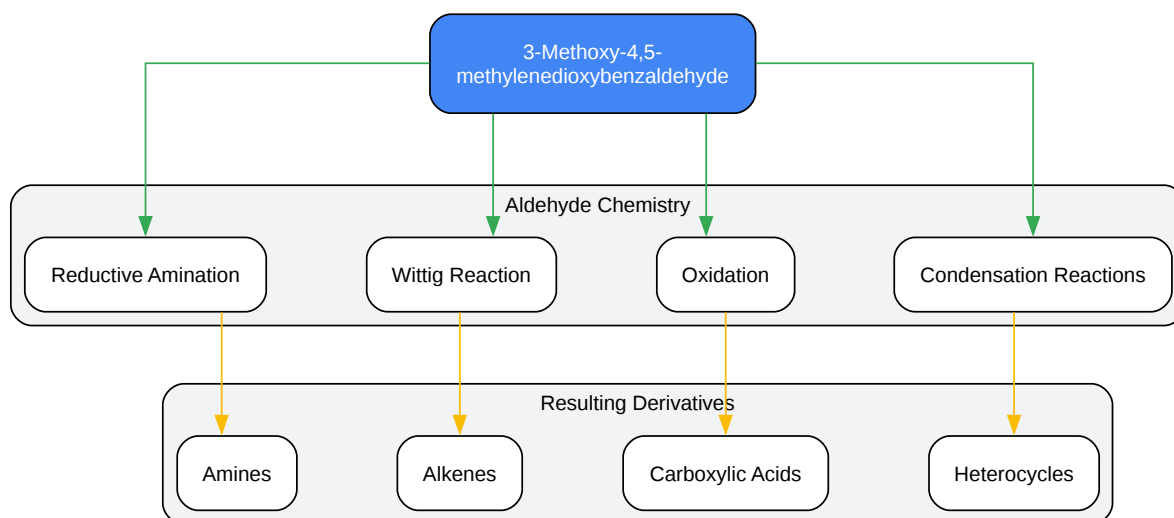 3-Methoxy-4,5-
methylenedioxybenzaldehyde
Aldehyde Chemistry
Reductive Amination
Wittig Reaction
Oxidation
Condensation Reactions
Resulting Derivatives
Amines
Alkenes
Carboxylic Acids
Heterocycles